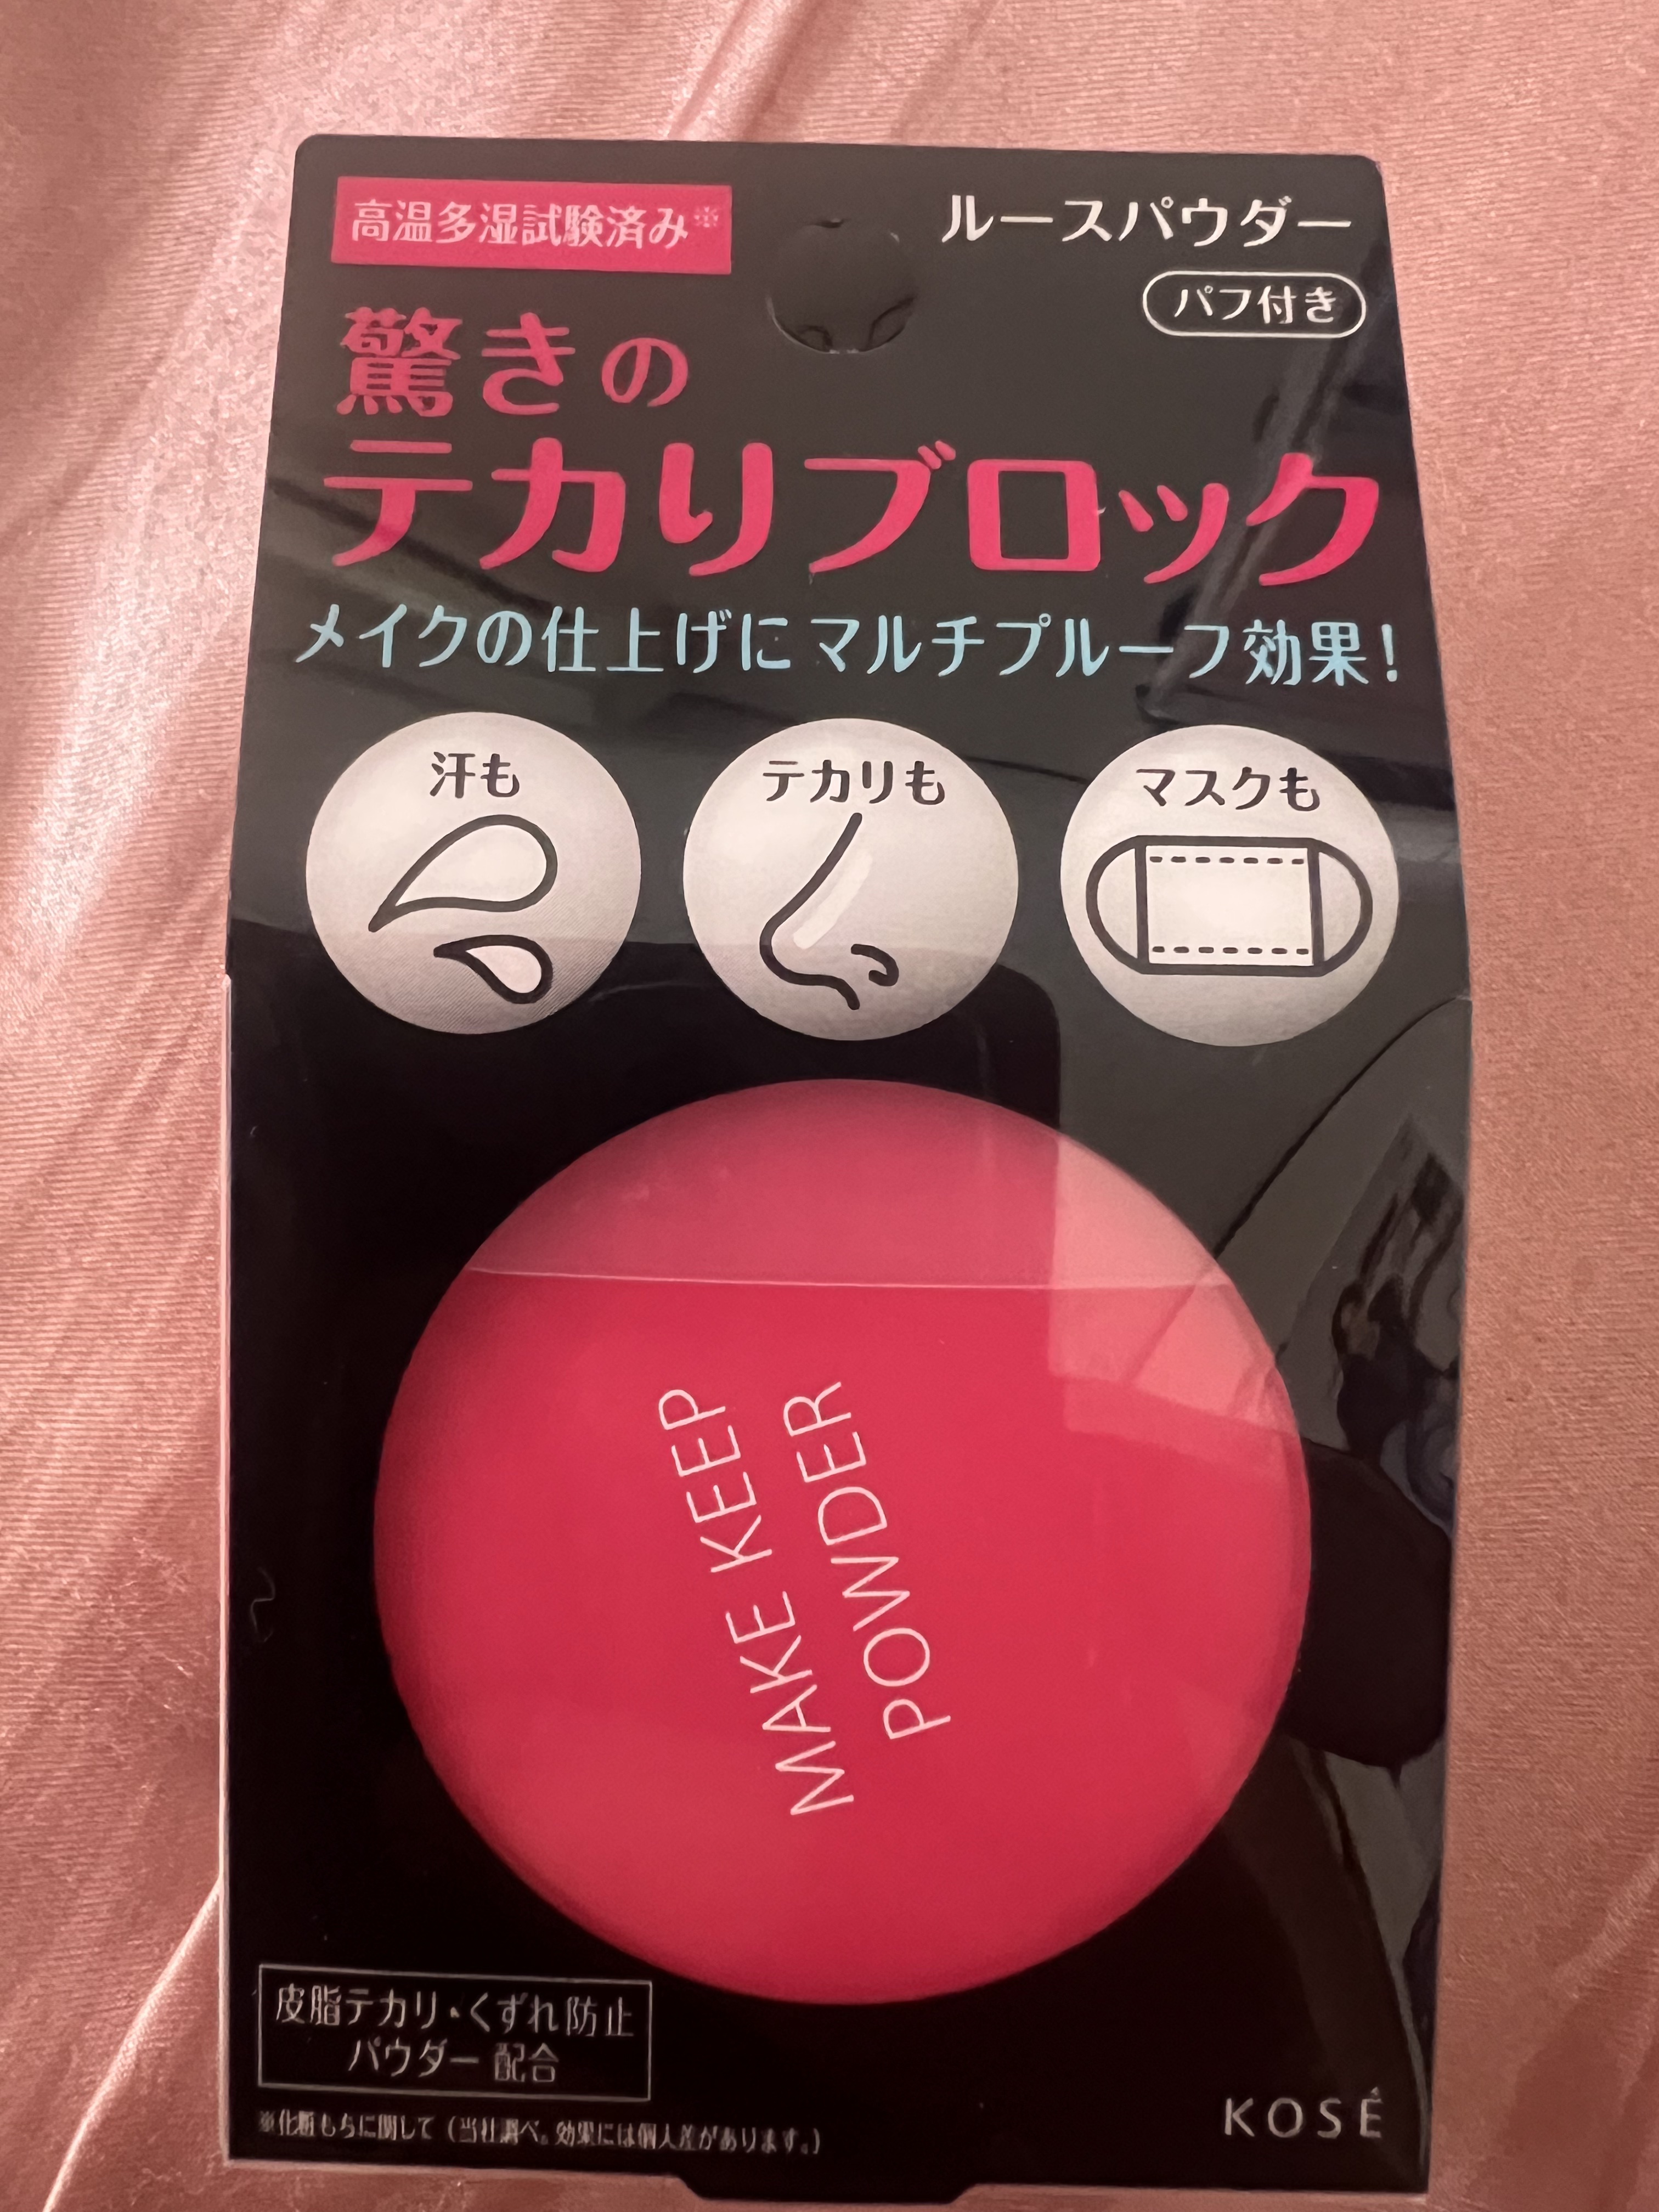 高温多湿試験済み※
ルースパウダー
パフ付き
驚きの
テカリブロック
メイクの仕上げにマルチプルーフ効果!
汗も
テカリも
マスクも
MAKE KEEP
POWDER
皮脂テカリ・くずれ防止
パウダー配合
※化粧もちに関して(当社調べ。効果には個人差があります。)
KOSÉ